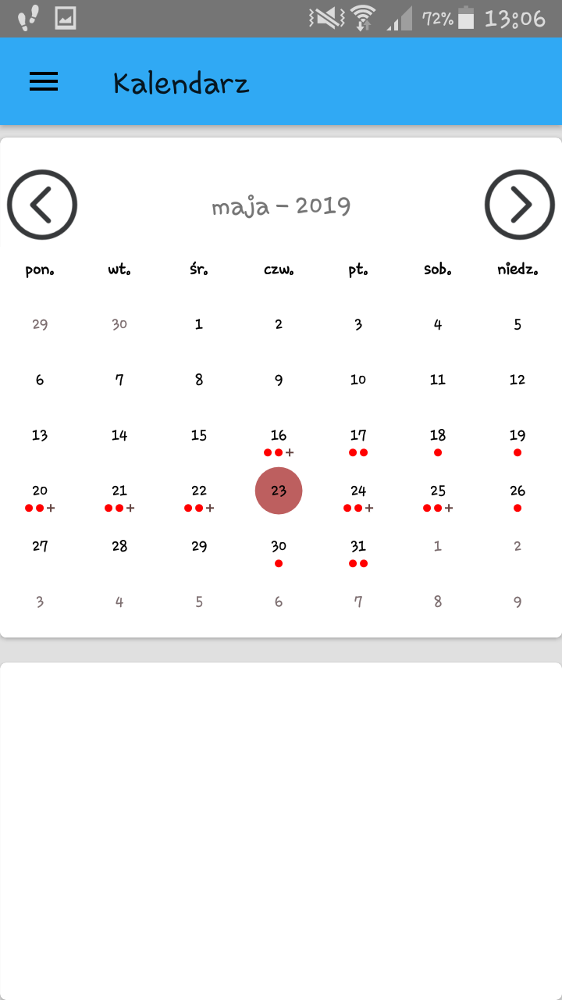 72% 13:06
Kalendarz
maja – 2019
pon. wt. śr. czw. pt. sob. niedz.
29 30 1 2 3 4 5
6 7 8 9 10 11 12
13 14 15 16 17 18 19
+
20 21 22 23 24 25 26
+ + + + +
27 28 29 30 31 1 2
3 4 5 6 7 8 9